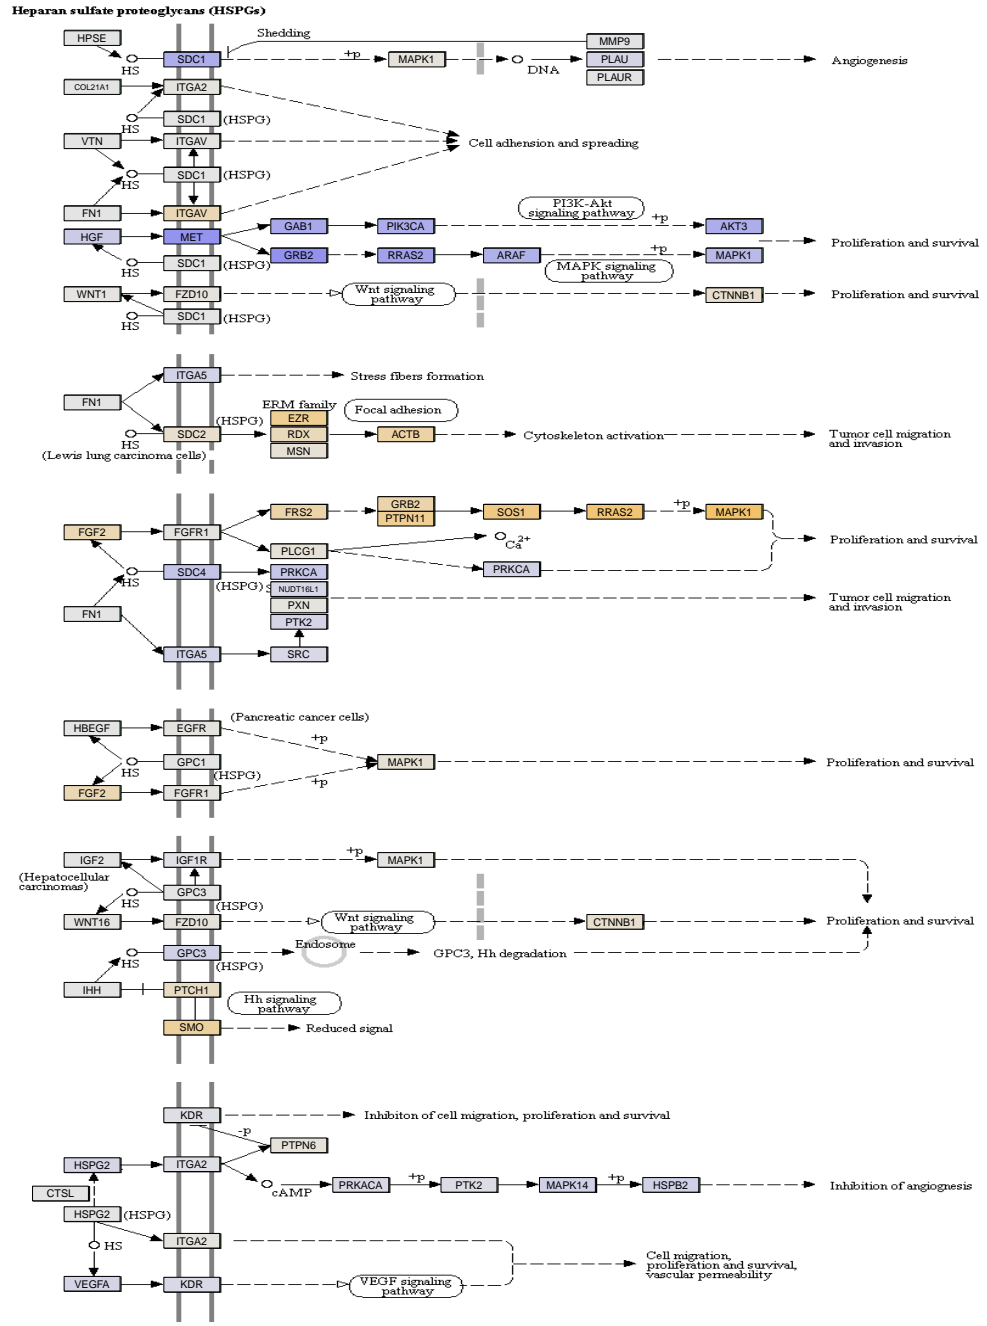 Heparan sulfate proteoglycans (HSPGs)
HPSE
Shedding
MMP9
HS
SDC1
+p
MAPK1
DNA
PLAU
Angiogenesis
PLAUR
COL21A1
ITGA2
HS
SDC1
(HSPG)
VTN
ITGAV
Cell adhension and spreading
HS
SDC1
(HSPG)
FN1
ITGAV
PI3K-Akt
signaling pathway
GAB1
PIK3CA
+p
AKT3
HGF
MET
Proliferation and survival
GRB2
RRAS2
ARAF
+p
MAPK1
HS
SDC1
(HSPG)
MAPK signaling
pathway
WNT1
FZD10
Wnt signaling
pathway
CTNNB1
Proliferation and survival
HS
SDC1
(HSPG)
ITGA5
Stress fibers formation
FN1
ERM family
Focal adhesion
(HSPG)
EZR
HS
SDC2
RDX
ACTB
Cytoskeleton activation
Tumor cell migration
and invasion
MSN
(Lewis lung carcinoma cells)
FRS2
GRB2
PTPN11
SOS1
RRAS2
+p
MAPK1
FGF2
FGFR1
Ca2+
Proliferation and survival
PLCG1
PRKCA
HS
SDC4
(HSPG)
PRKCA
NUDT16L1
PXN
PTK2
Tumor cell migration
and invasion
FN1
ITGA5
SRC
(Pancreatic cancer cells)
HBEGF
EGFR
+p
HS
GPC1
(HSPG)
MAPK1
Proliferation and survival
+p
FGF2
FGFR1
IGF2
IGF1R
+p
MAPK1
(Hepatocellular
carcinomas)
HS
GPC3
(HSPG)
WNT16
FZD10
Wnt signaling
pathway
CTNNB1
Proliferation and survival
HS
GPC3
(HSPG)
Endosome
GPC3, Hh degradation
IHH
PTCH1
Hh signaling
pathway
SMO
Reduced signal
KDR
Inhibiton of cell migration, proliferation and survival
-p
PTPN6
HSPG2
ITGA2
cAMP
PRKACA
+p
PTK2
MAPK14
+p
HSPB2
Inhibition of angiognesis
CTSL
HSPG2
(HSPG)
HS
ITGA2
Cell migration,
proliferation and survival,
vascular permeability
VEGFA
KDR
VEGF signaling
pathway